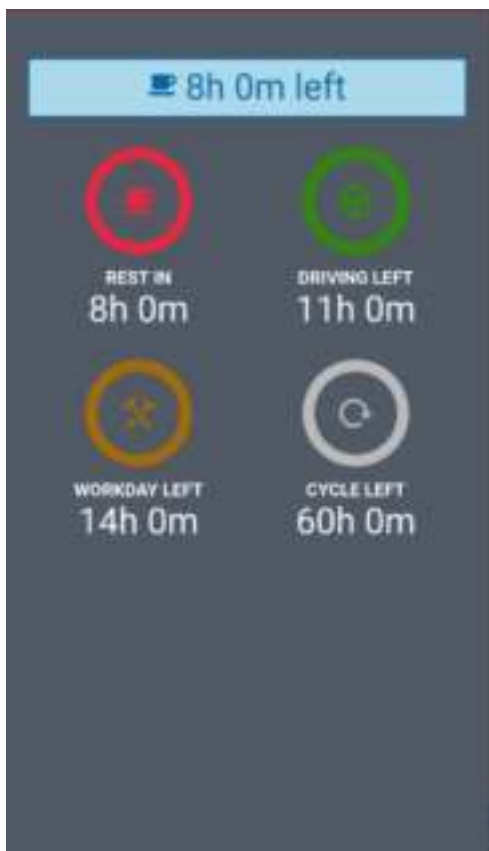 8h 0m left
REST IN
8h 0m
DRIVING LEFT
11h 0m
WORKDAY LEFT
14h 0m
CYCLE LEFT
60h 0m